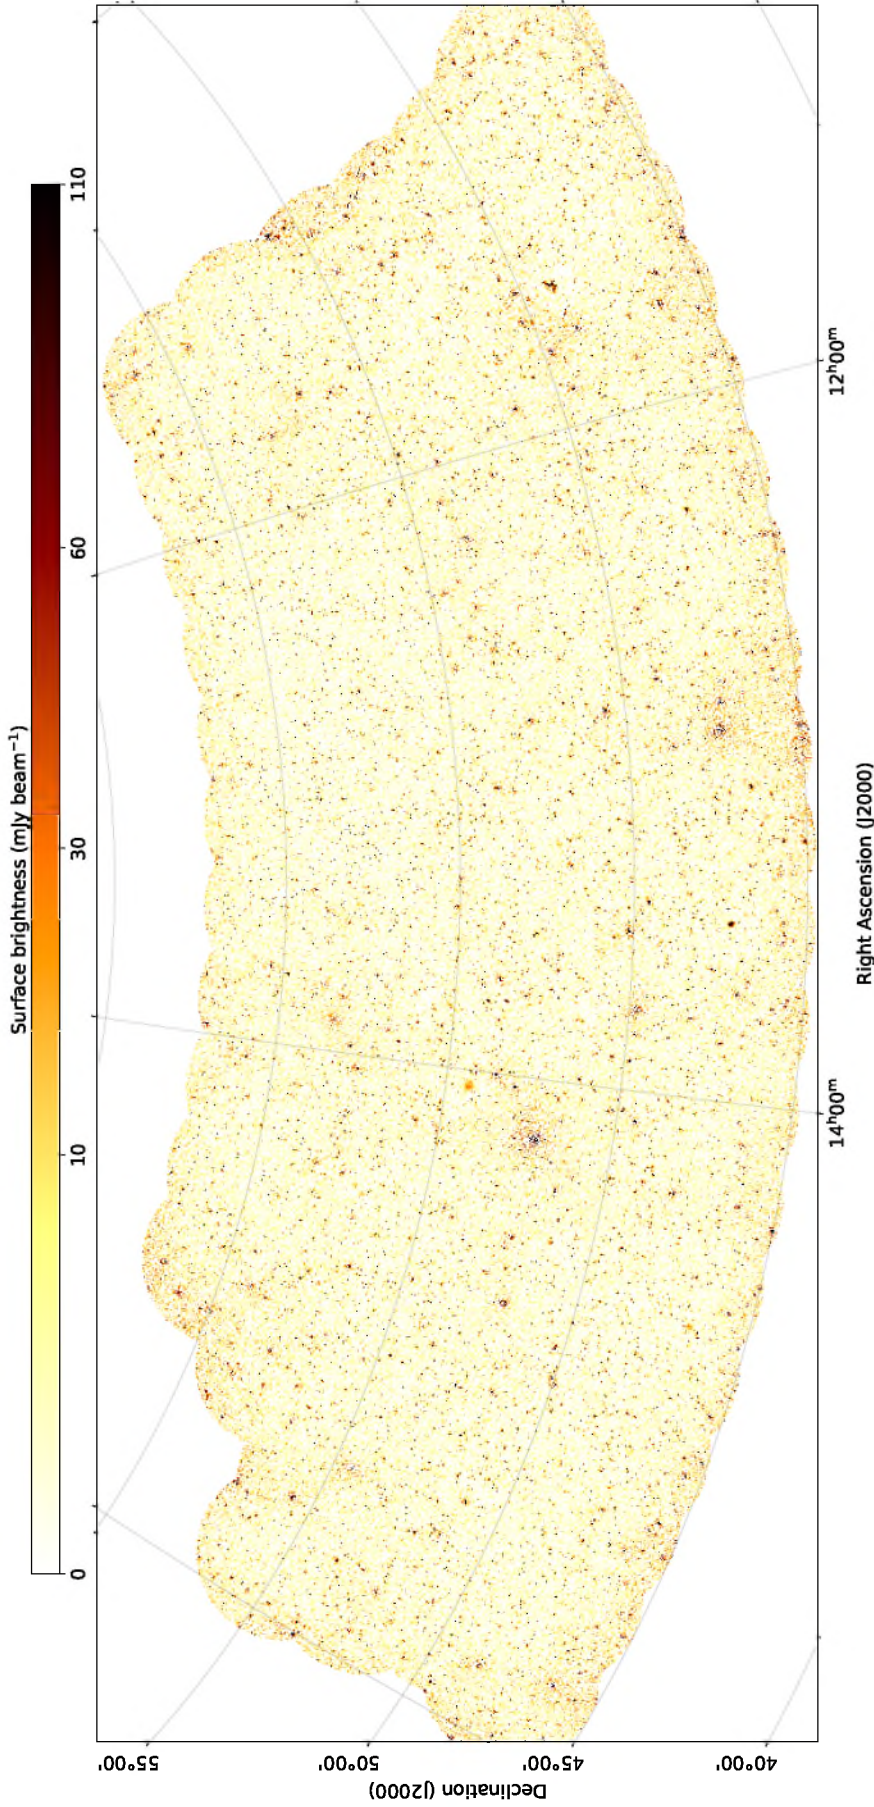 Surface brightness (mJy beam⁻¹)
0
10
30
60
110
55°00'
50°00'
45°00'
40°00'
Declination (J2000)
14ʰ00ᵐ
12ʰ00ᵐ
Right Ascension (J2000)